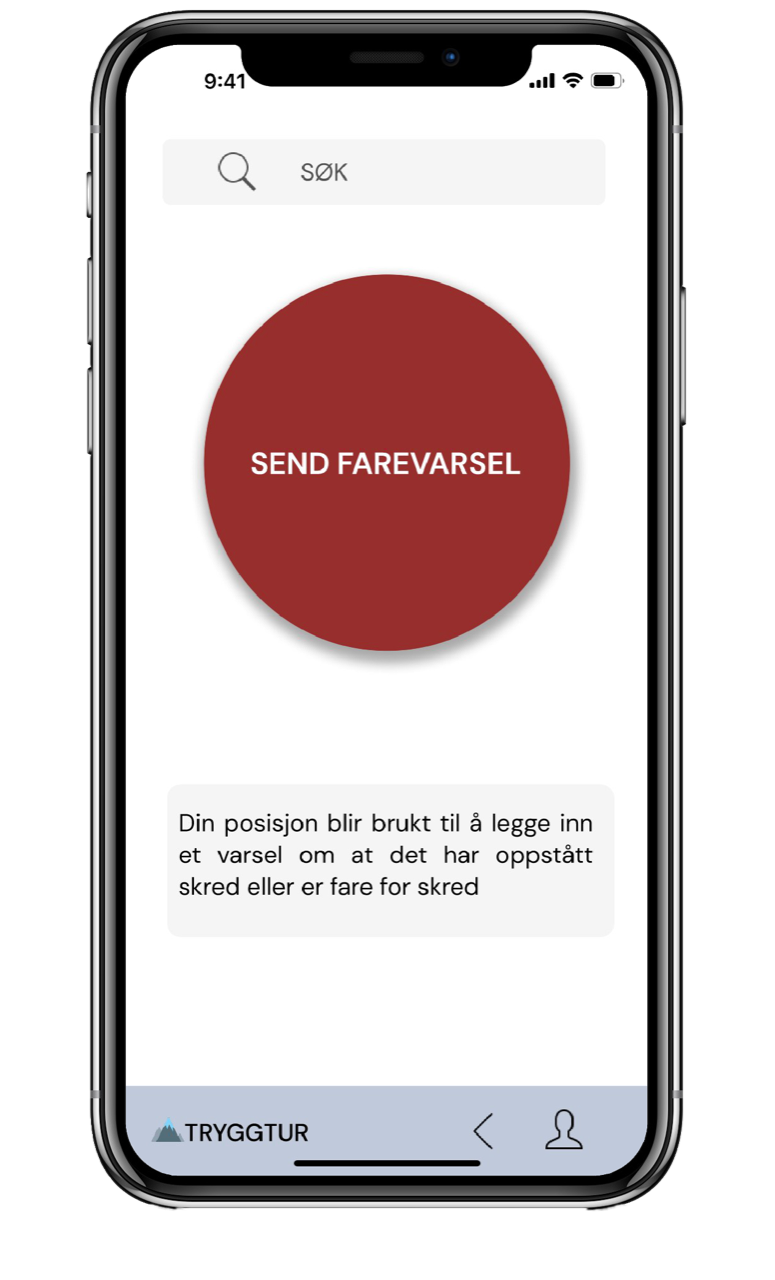 9:41
SØK
SEND FAREVARSEL
Din posisjon blir brukt til å legge inn
et varsel om at det har oppstått
skred eller er fare for skred
TRYGGTUR